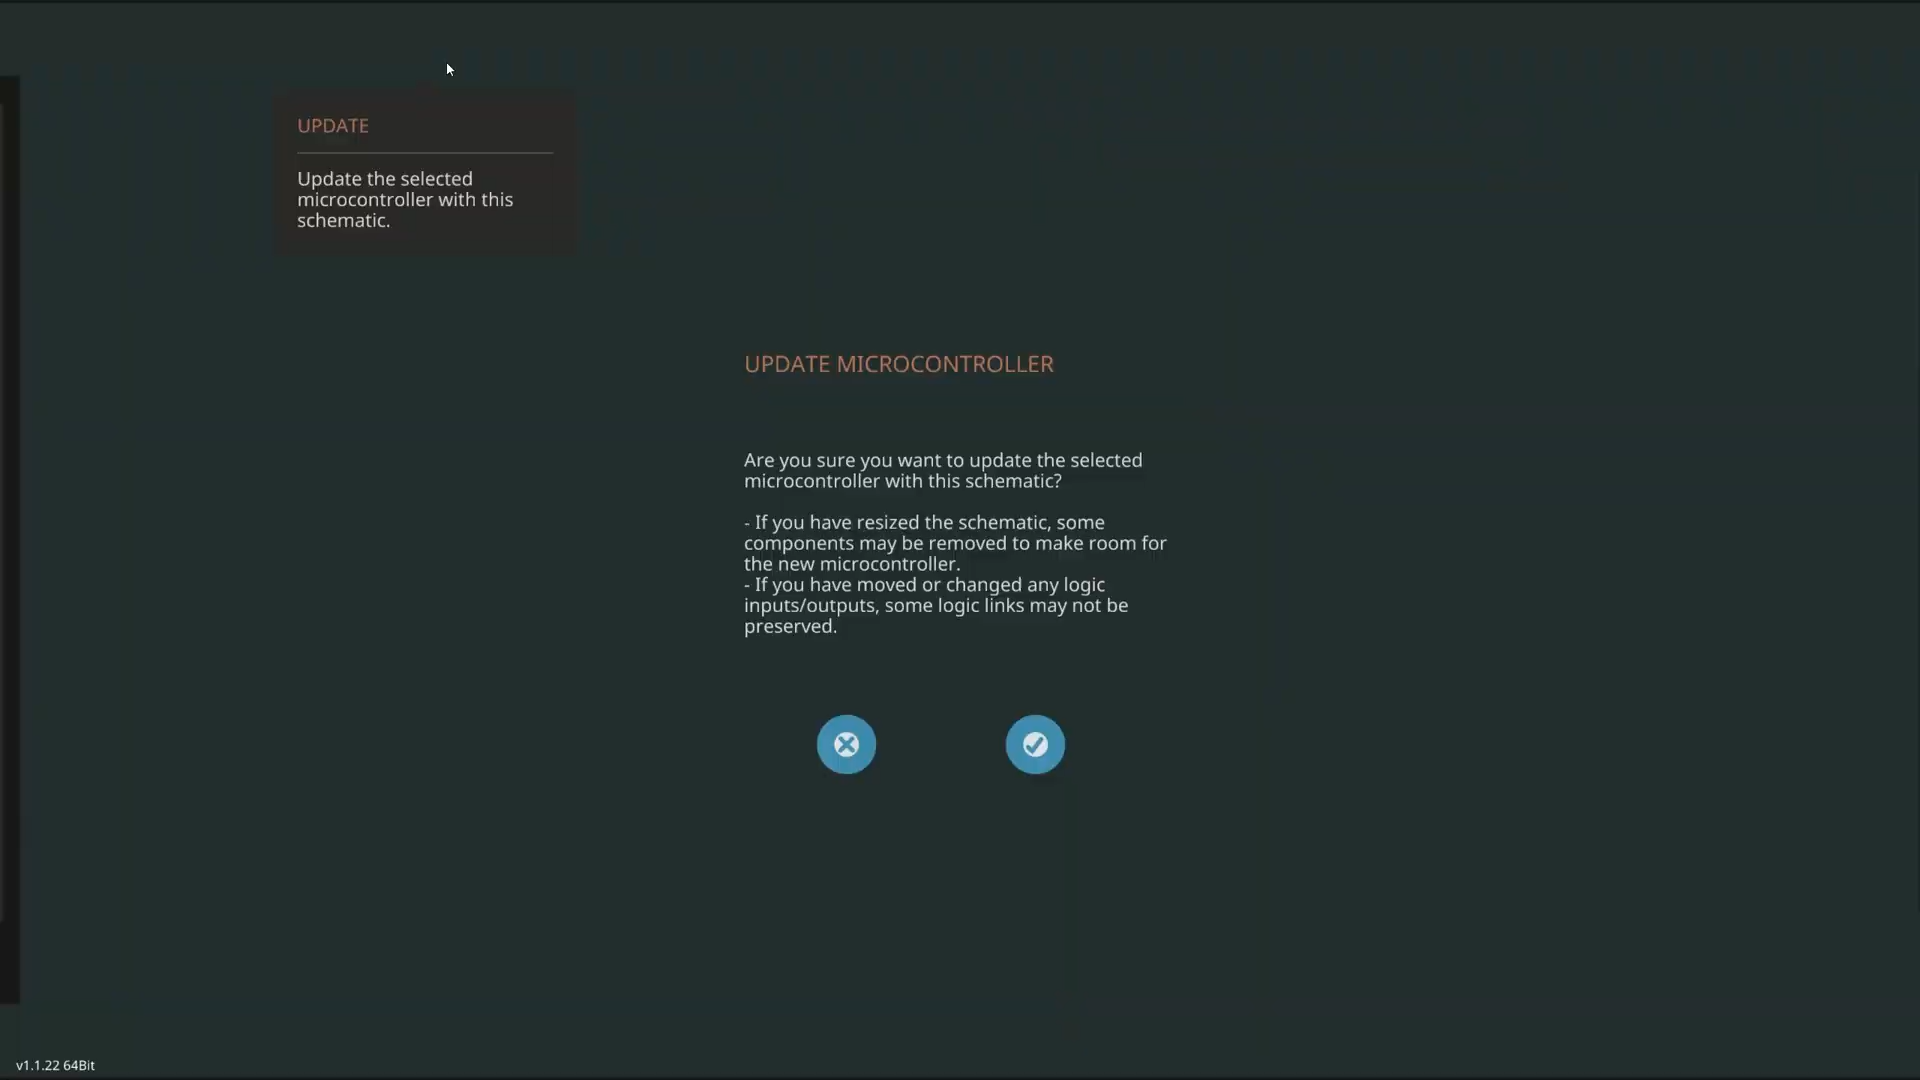 UPDATE
Update the selected
microcontroller with this
schematic.
UPDATE MICROCONTROLLER
Are you sure you want to update the selected
microcontroller with this schematic?
- If you have resized the schematic, some
components may be removed to make room for
the new microcontroller.
- If you have moved or changed any logic
inputs/outputs, some logic links may not be
preserved.
v1.1.22 64Bit